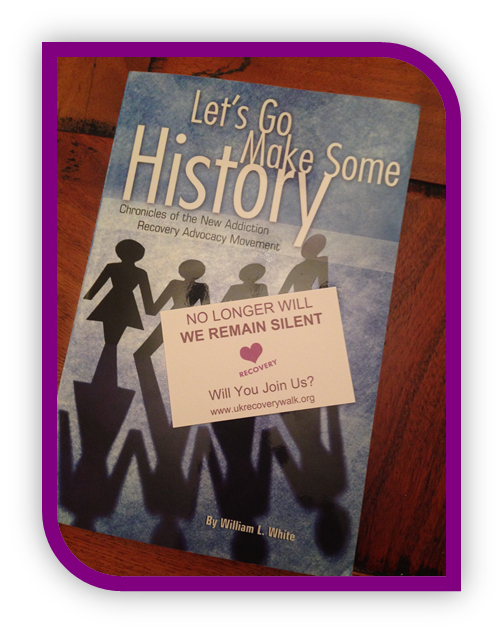 Let's Go
Make Some
History
Chronicles of the New Addiction
Recovery Advocacy Movement
NO LONGER WILL
WE REMAIN SILENT
RECOVERY
Will You Join Us?
www.ukrecoverywalk.org
By William L. White